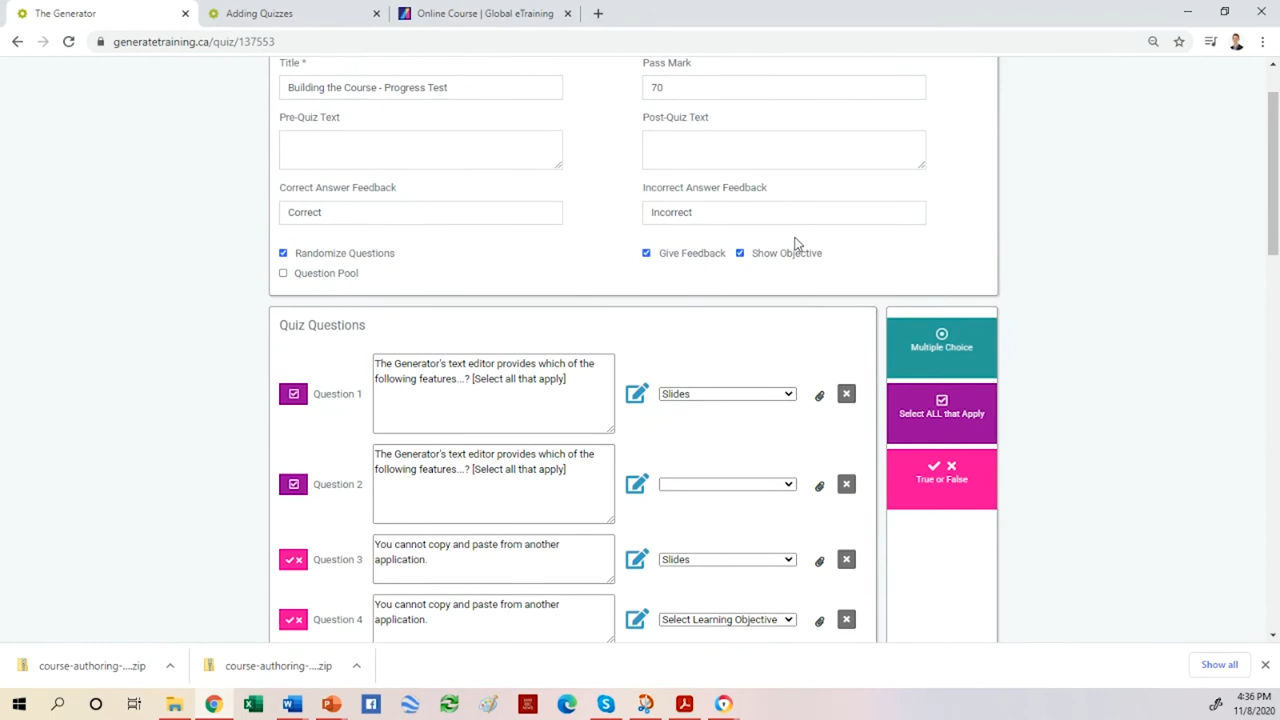 The Generator
Adding Quizzes
Online Course | Global eTraining
generatetraining.ca/quiz/137553
Title *
Pass Mark
Building the Course - Progress Test
70
Pre-Quiz Text
Post-Quiz Text
Correct Answer Feedback
Incorrect Answer Feedback
Correct
Incorrect
Randomize Questions
Give Feedback
Show Objective
Question Pool
Quiz Questions
Multiple Choice
Select ALL that Apply
True or False
Question 1
The Generator's text editor provides which of the
following features...? [Select all that apply]
Slides
Question 2
The Generator's text editor provides which of the
following features...? [Select all that apply]
Question 3
You cannot copy and paste from another
application.
Slides
Question 4
You cannot copy and paste from another
application.
Select Learning Objective
course-authoring-....zip
course-authoring-....zip
Show all
4:36 PM
11/8/2020